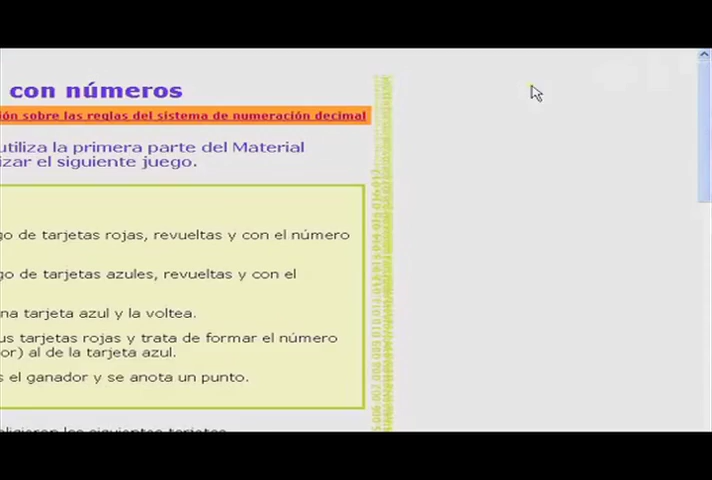 con números
ión sobre las reglas del sistema de numeración decimal
utiliza la primera parte del Material
izar el siguiente juego.
go de tarjetas rojas, revueltas y con el número
go de tarjetas azules, revueltas y con el
na tarjeta azul y la voltea.
us tarjetas rojas y trata de formar el número
or) al de la tarjeta azul.
s el ganador y se anota un punto.